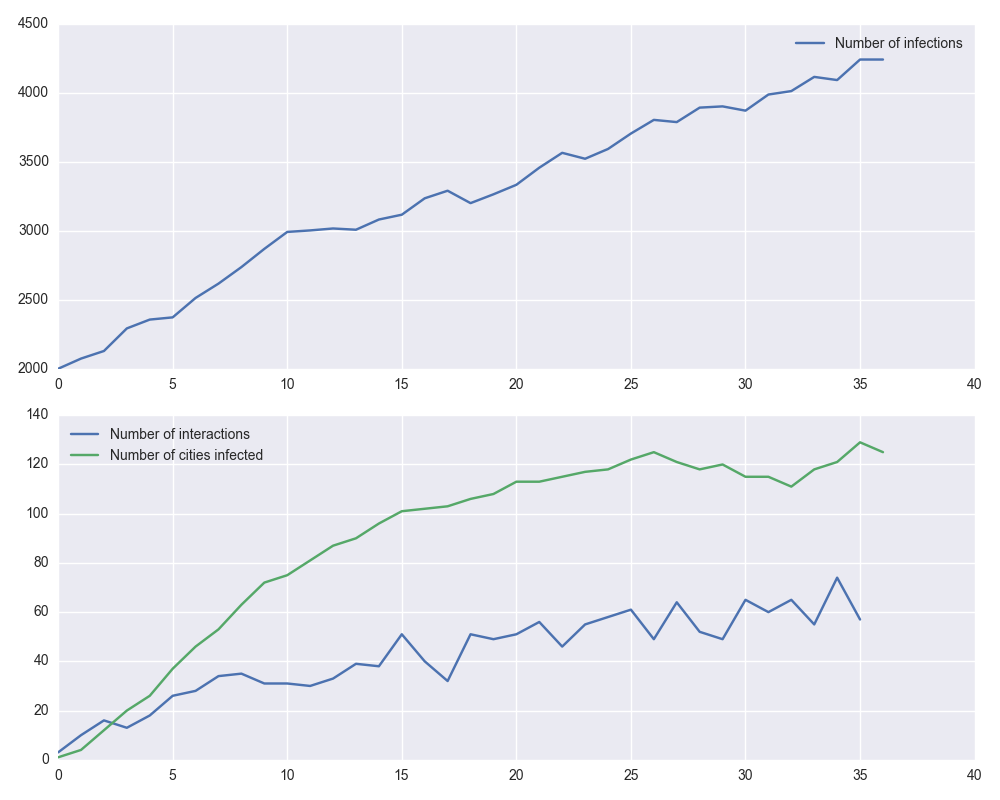 4500
Number of infections
4000
3500
3000
2500
2000
0 5 10 15 20 25 30 35 40
140
Number of interactions
120
Number of cities infected
100
80
60
40
20
0
0 5 10 15 20 25 30 35 40